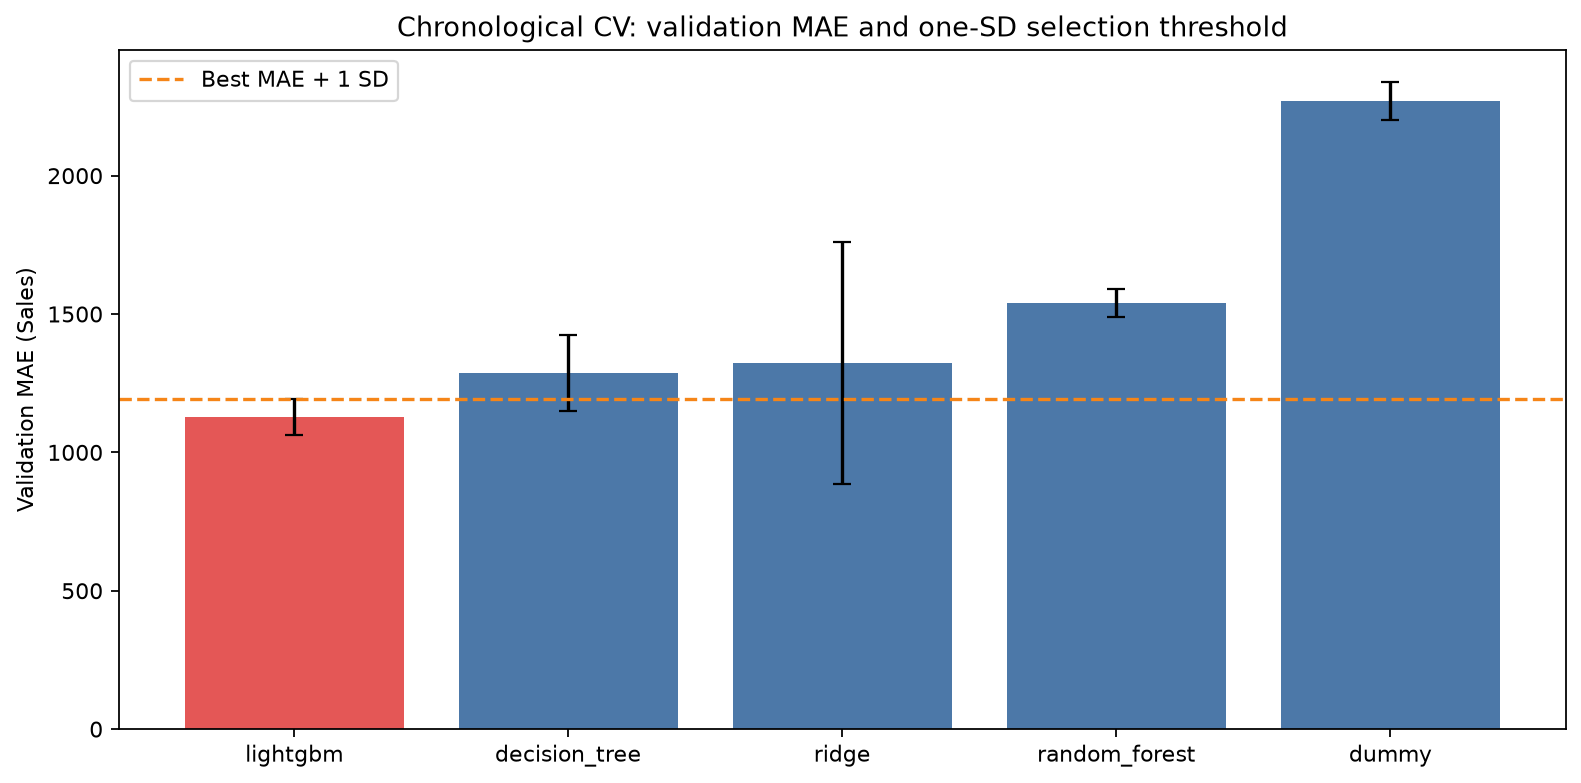 Chronological CV: validation MAE and one-SD selection threshold
Best MAE + 1 SD
Validation MAE (Sales)
2000
1500
1000
500
0
lightgbm
decision_tree
ridge
random_forest
dummy